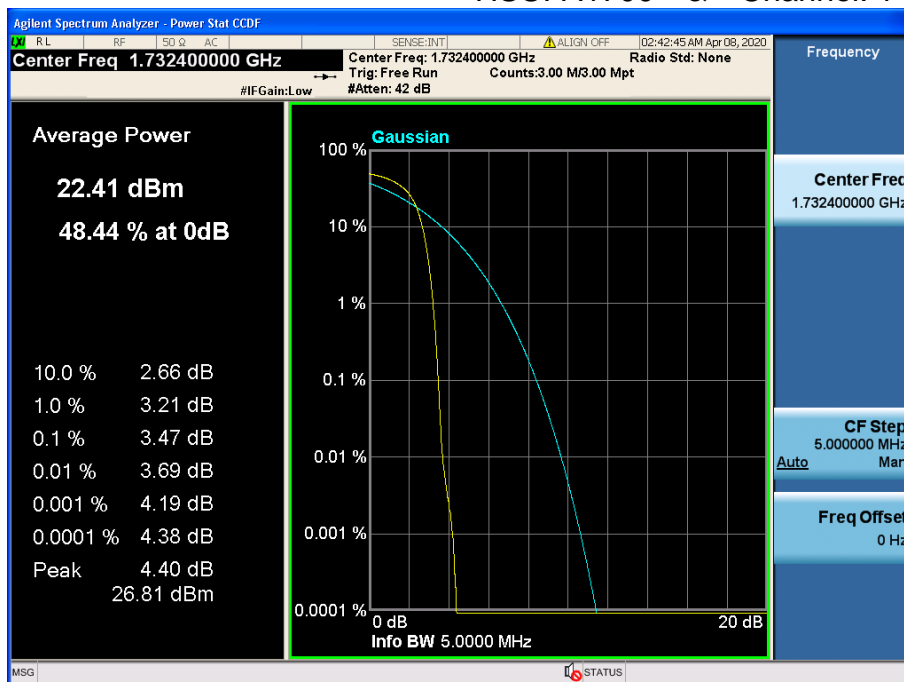 Agilent Spectrum Analyzer - Power Stat CCDF
LXI RL RF 50 Ω AC SENSE:INT ALIGN OFF 02:42:45 AM Apr 08, 2020
Center Freq 1.732400000 GHz
Center Freq: 1.732400000 GHz Radio Std: None
Trig: Free Run Counts:3.00 M/3.00 Mpt
#IFGain:Low #Atten: 42 dB
Frequency
Average Power
22.41 dBm
48.44 % at 0dB
10.0 % 2.66 dB
1.0 % 3.21 dB
0.1 % 3.47 dB
0.01 % 3.69 dB
0.001 % 4.19 dB
0.0001 % 4.38 dB
Peak 4.40 dB
26.81 dBm
Gaussian
100 %
10 %
1 %
0.1 %
0.01 %
0.001 %
0.0001 %
0 dB 20 dB
Info BW 5.0000 MHz
Center Freq
1.732400000 GHz
CF Step
5.000000 MHz
Auto Man
Freq Offset
0 Hz
MSG STATUS